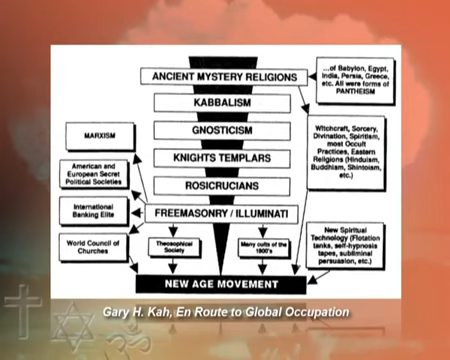 ANCIENT MYSTERY RELIGIONS
...of Babylon, Egypt,
India, Persia, Greece,
etc. All were forms of
PANTHEISM
KABBALISM
GNOSTICISM
KNIGHTS TEMPLARS
ROSICRUCIANS
FREEMASONRY / ILLUMINATI
Witchcraft, Sorcery,
Divination, Spiritism,
most Occult
Practices, Eastern
Religions (Hinduism,
Buddhism, Shintoism,
etc.)
MARXISM
American and
European Secret
Political Societies
International
Banking Elite
World Council of
Churches
Theosophical
Society
Many cults of the
1800's
New Spiritual
Technology (Flotation
tanks, self-hypnosis
tapes, subliminal
persuasion, etc.)
NEW AGE MOVEMENT
Gary H. Kah, En Route to Global Occupation